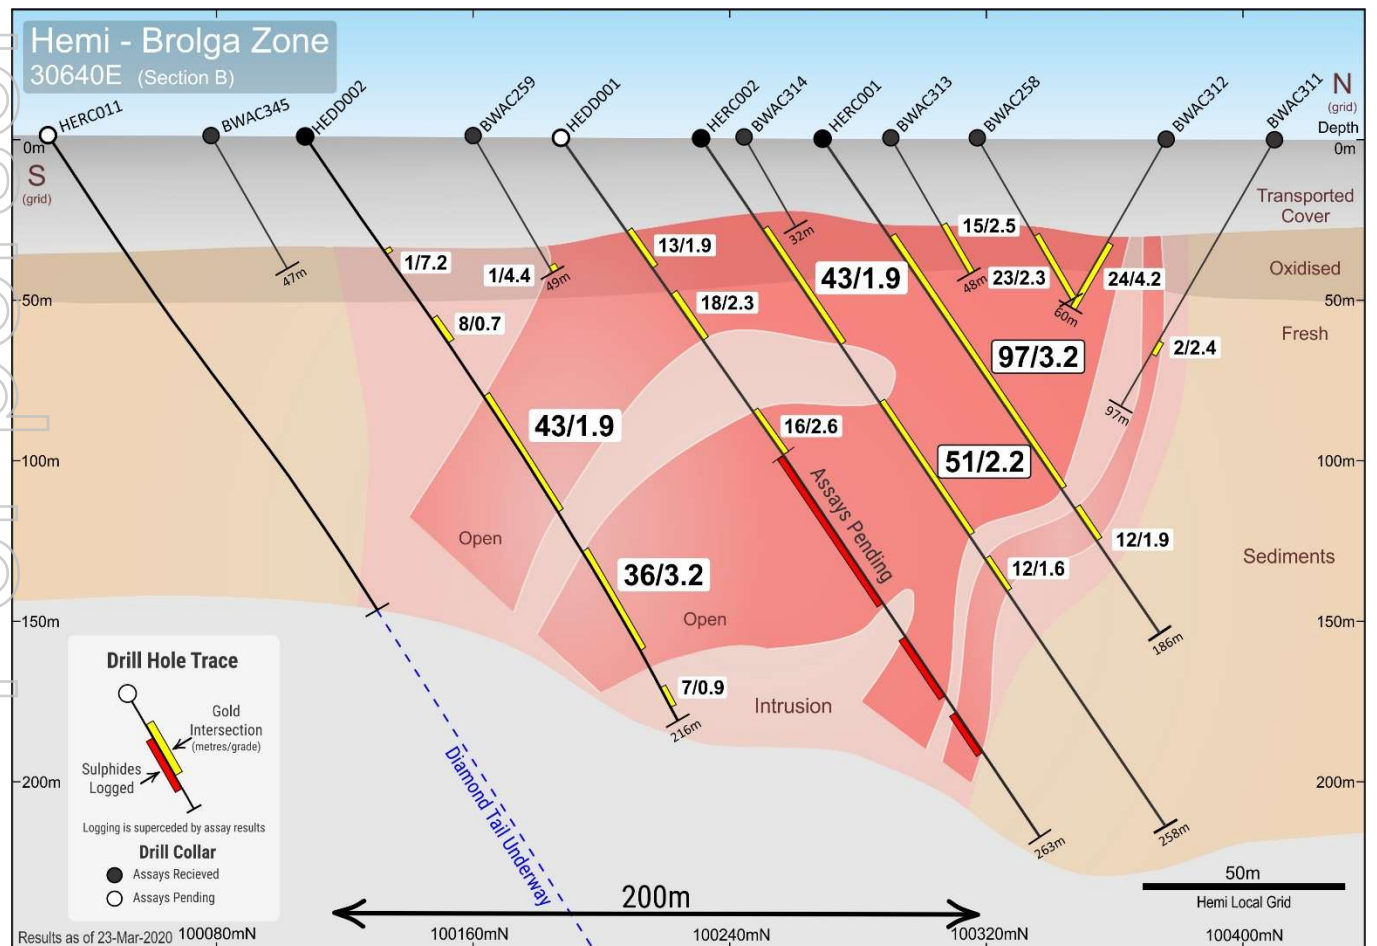 Hemi - Brolga Zone
30640E (Section B)
HERC011
BWAC345
HEDD002
BWAC259
HEDD001
HERC002
BWAC314
HERC001
BWAC313
BWAC258
BWAC312
BWAC311
N
(grid)
Depth
0m
0m
S
(grid)
Transported
Cover
Oxidised
Fresh
Sediments
50m
50m
100m
100m
150m
150m
200m
200m
47m
1/7.2
8/0.7
1/4.4
49m
13/1.9
18/2.3
32m
43/1.9
15/2.5
48m
23/2.3
60m
24/4.2
2/2.4
97m
97/3.2
43/1.9
16/2.6
51/2.2
Assays Pending
12/1.9
12/1.6
36/3.2
7/0.9
216m
186m
258m
263m
Open
Open
Intrusion
Diamond Tail Underway
Drill Hole Trace
Gold
Intersection
(metres/grade)
Sulphides
Logged
Logging is superceded by assay results
Drill Collar
Assays Recieved
Assays Pending
200m
50m
Hemi Local Grid
Results as of 23-Mar-2020
100080mN
100160mN
100240mN
100320mN
100400mN